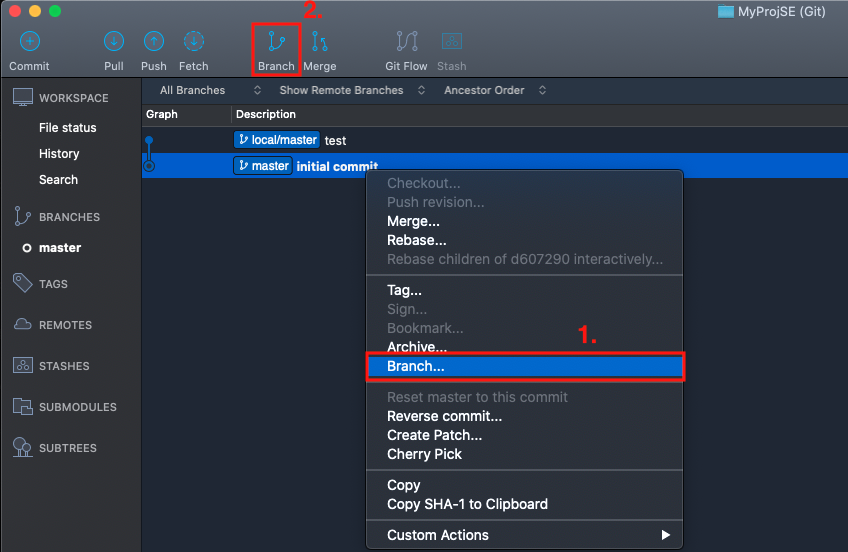 2.
MyProjSE (Git)
Commit
Pull
Push
Fetch
Branch
Merge
Git Flow
Stash
WORKSPACE
File status
History
Search
BRANCHES
master
TAGS
REMOTES
STASHES
SUBMODULES
SUBTREES
All Branches
Show Remote Branches
Ancestor Order
Graph
Description
local/master test
master initial commit
Checkout...
Push revision...
Merge...
Rebase...
Rebase children of d607290 interactively...
Tag...
Sign...
Bookmark...
1.
Archive...
Branch...
Reset master to this commit
Reverse commit...
Create Patch...
Cherry Pick
Copy
Copy SHA-1 to Clipboard
Custom Actions